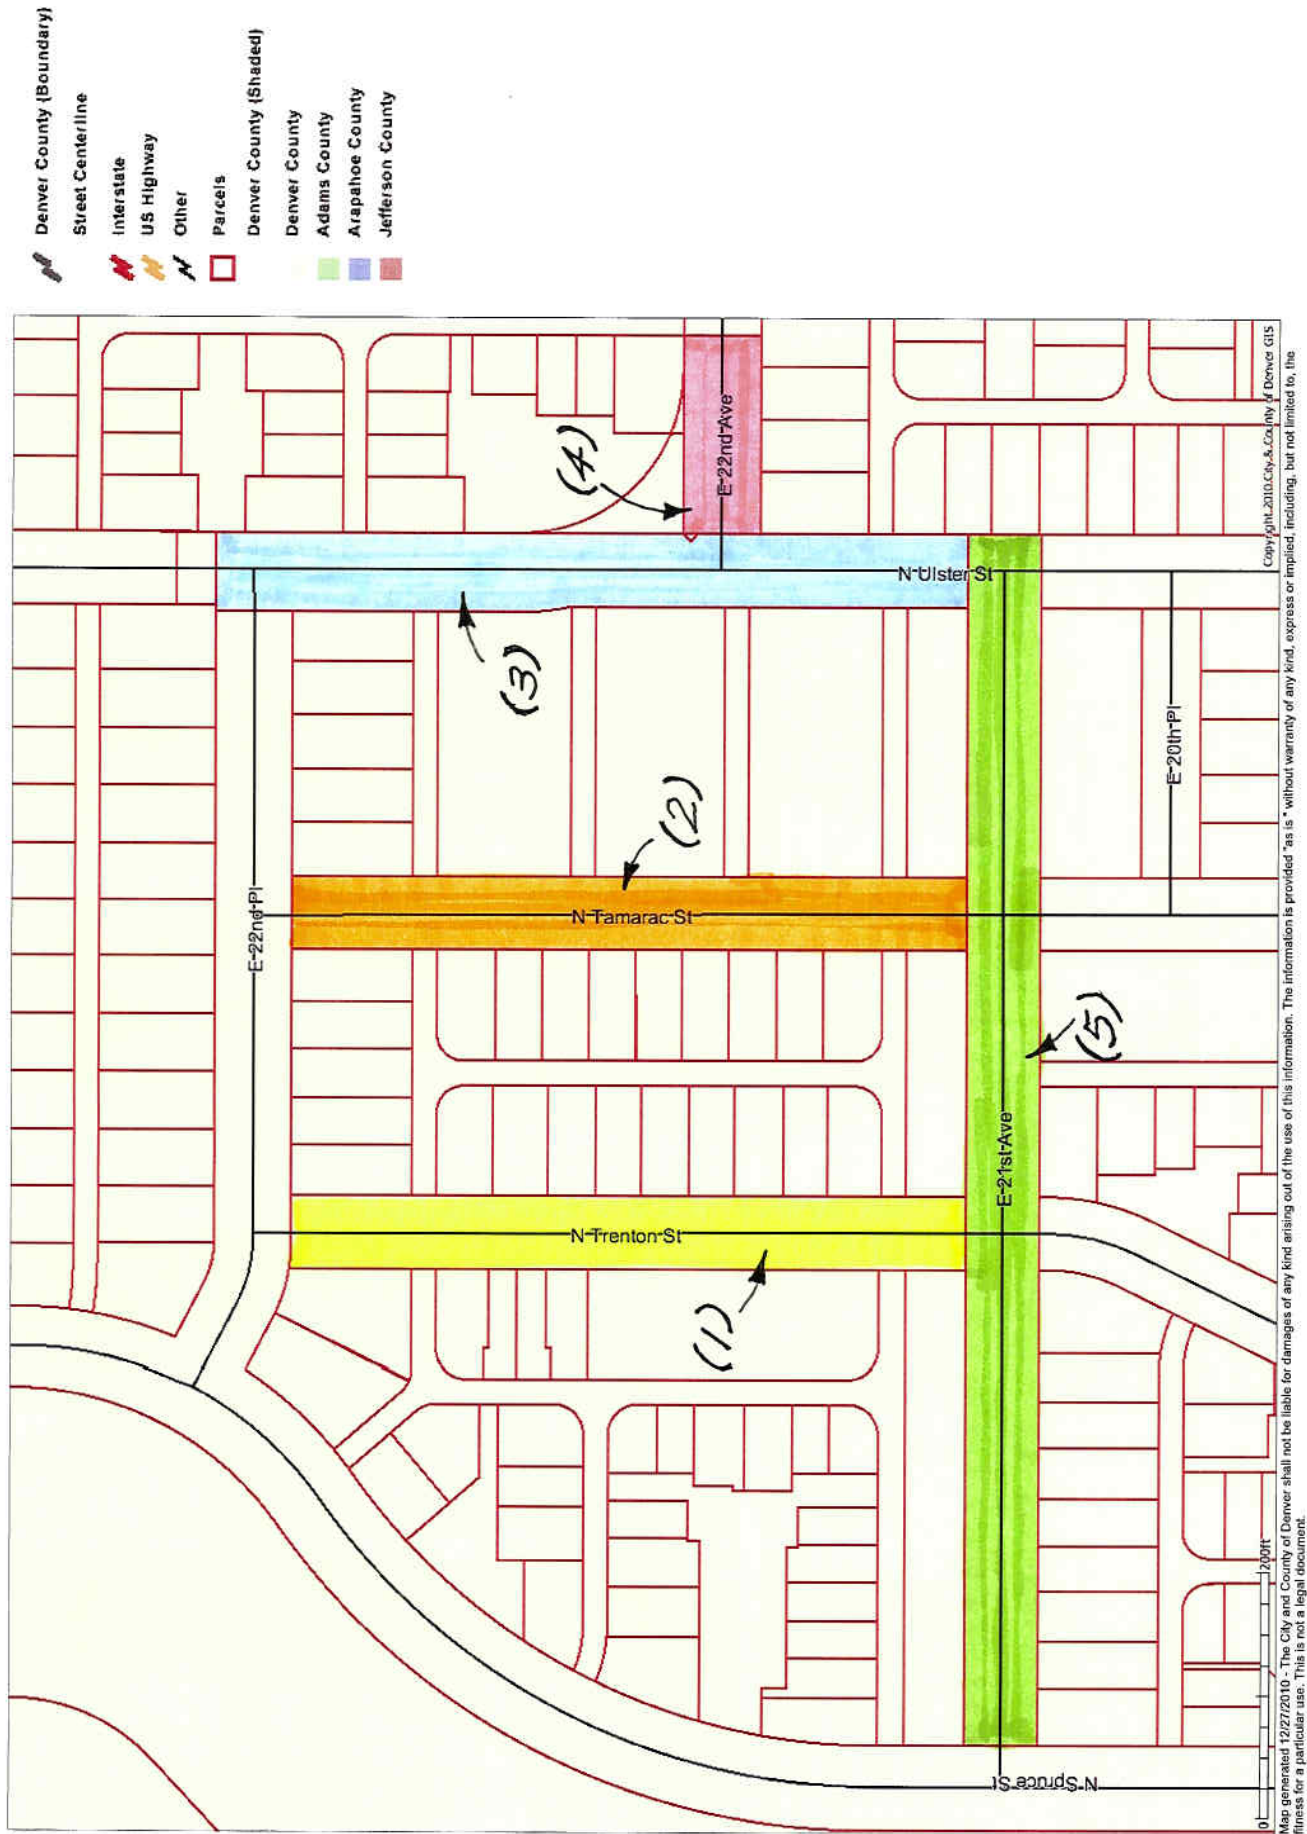 Denver County (Boundary)
Street Centerline
Interstate
US Highway
Other
Parcels
Denver County (Shaded)
Denver County
Adams County
Arapahoe County
Jefferson County
E 22nd Pl
N Trenton St
N Tamarac St
N Ulster St
E 22nd Ave
E 21st Ave
E 20th Pl
N Spruce St
(1)
(2)
(3)
(4)
(5)
0
200ft
Copyright 2010 City & County of Denver GIS
Map generated 12/27/2010 - The City and County of Denver shall not be liable for damages of any kind arising out of the use of this information. The information is provided "as is " without warranty of any kind, express or implied, including, but not limited to, the
fitness for a particular use. This is not a legal document.